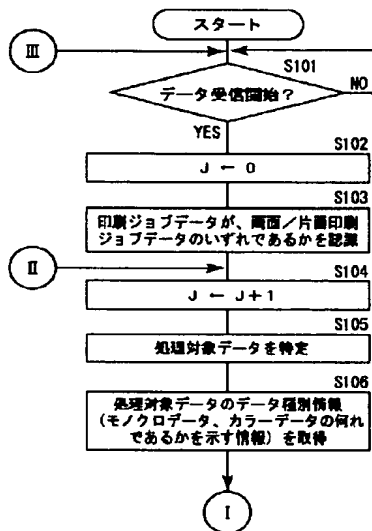 スタート
III
S101
データ受信開始？
NO
YES
S102
J ← 0
S103
印刷ジョブデータが、両面／片面印刷
ジョブデータのいずれであるかを認識
II
S104
J ← J+1
S105
処理対象データを特定
S106
処理対象データのデータ種別情報
（モノクロデータ、カラーデータの何れ
であるかを示す情報）を取得
I